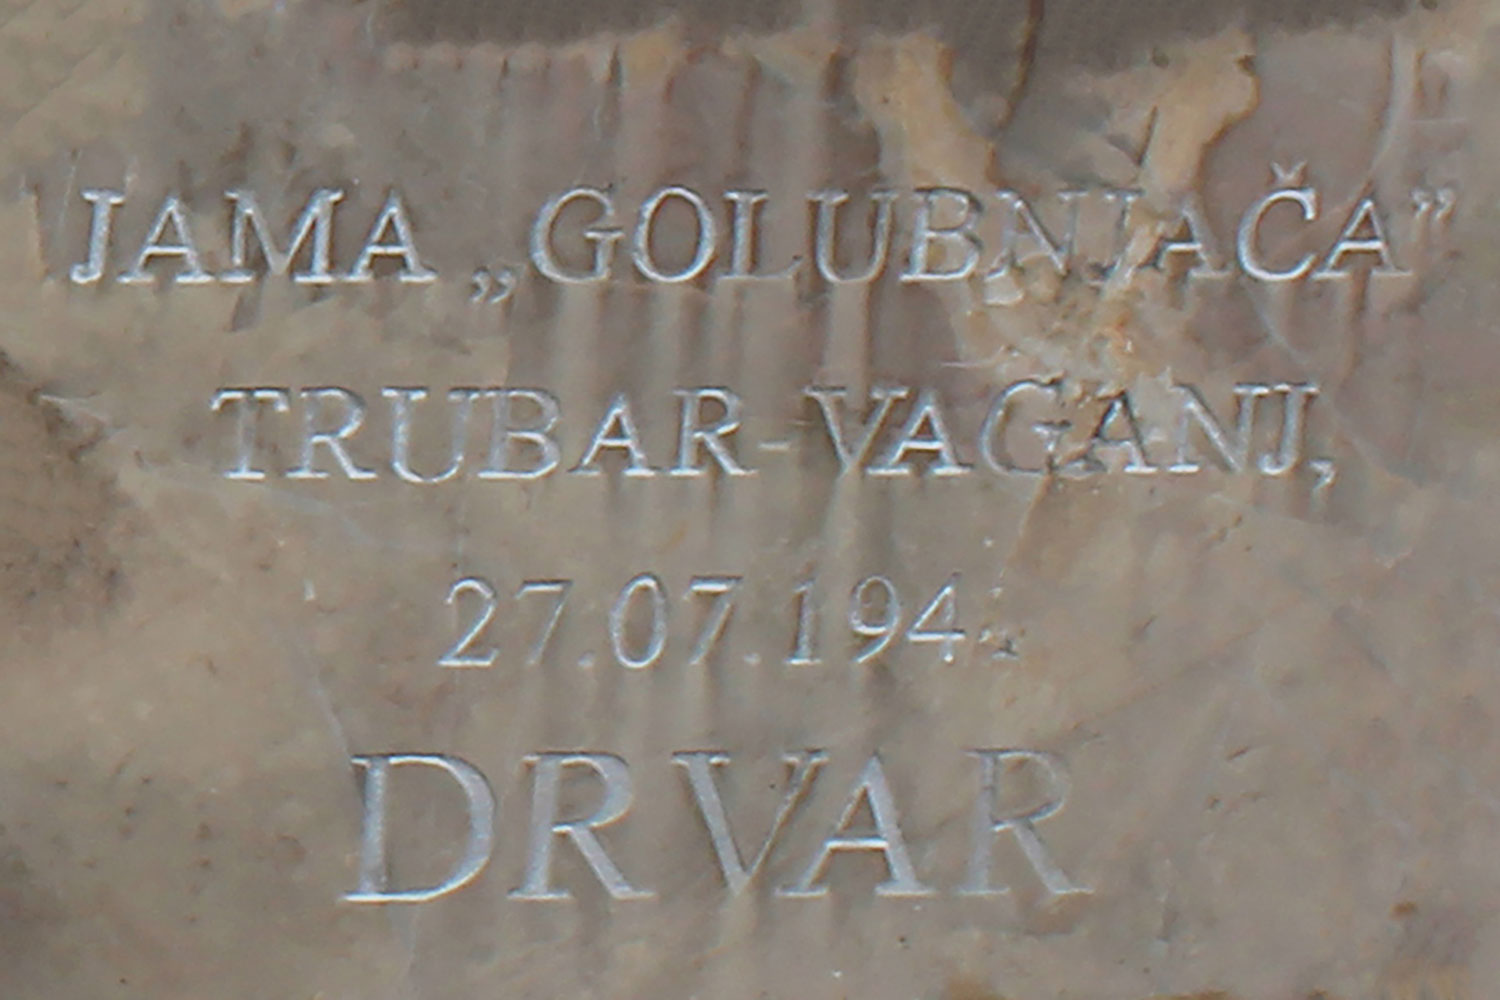 JAMA „GOLUBNJAČA”
TRUBAR-VAGANJ,
27.07.194
DRVAR